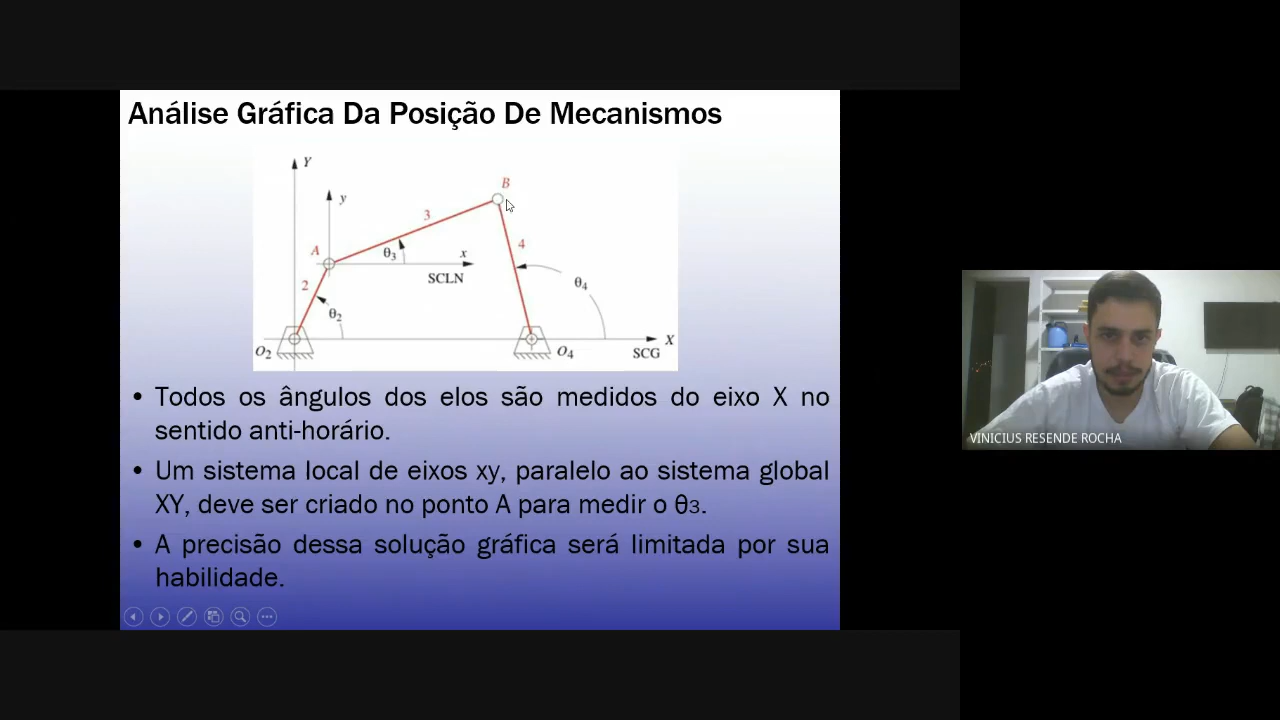 Análise Gráfica Da Posição De Mecanismos
Y
y
B
3
A
θ3
x
4
SCLN
2
θ4
θ2
O2
O4
X
SCG
• Todos os ângulos dos elos são medidos do eixo X no
sentido anti-horário.
• Um sistema local de eixos xy, paralelo ao sistema global
XY, deve ser criado no ponto A para medir o θ3.
• A precisão dessa solução gráfica será limitada por sua
habilidade.
VINICIUS RESENDE ROCHA